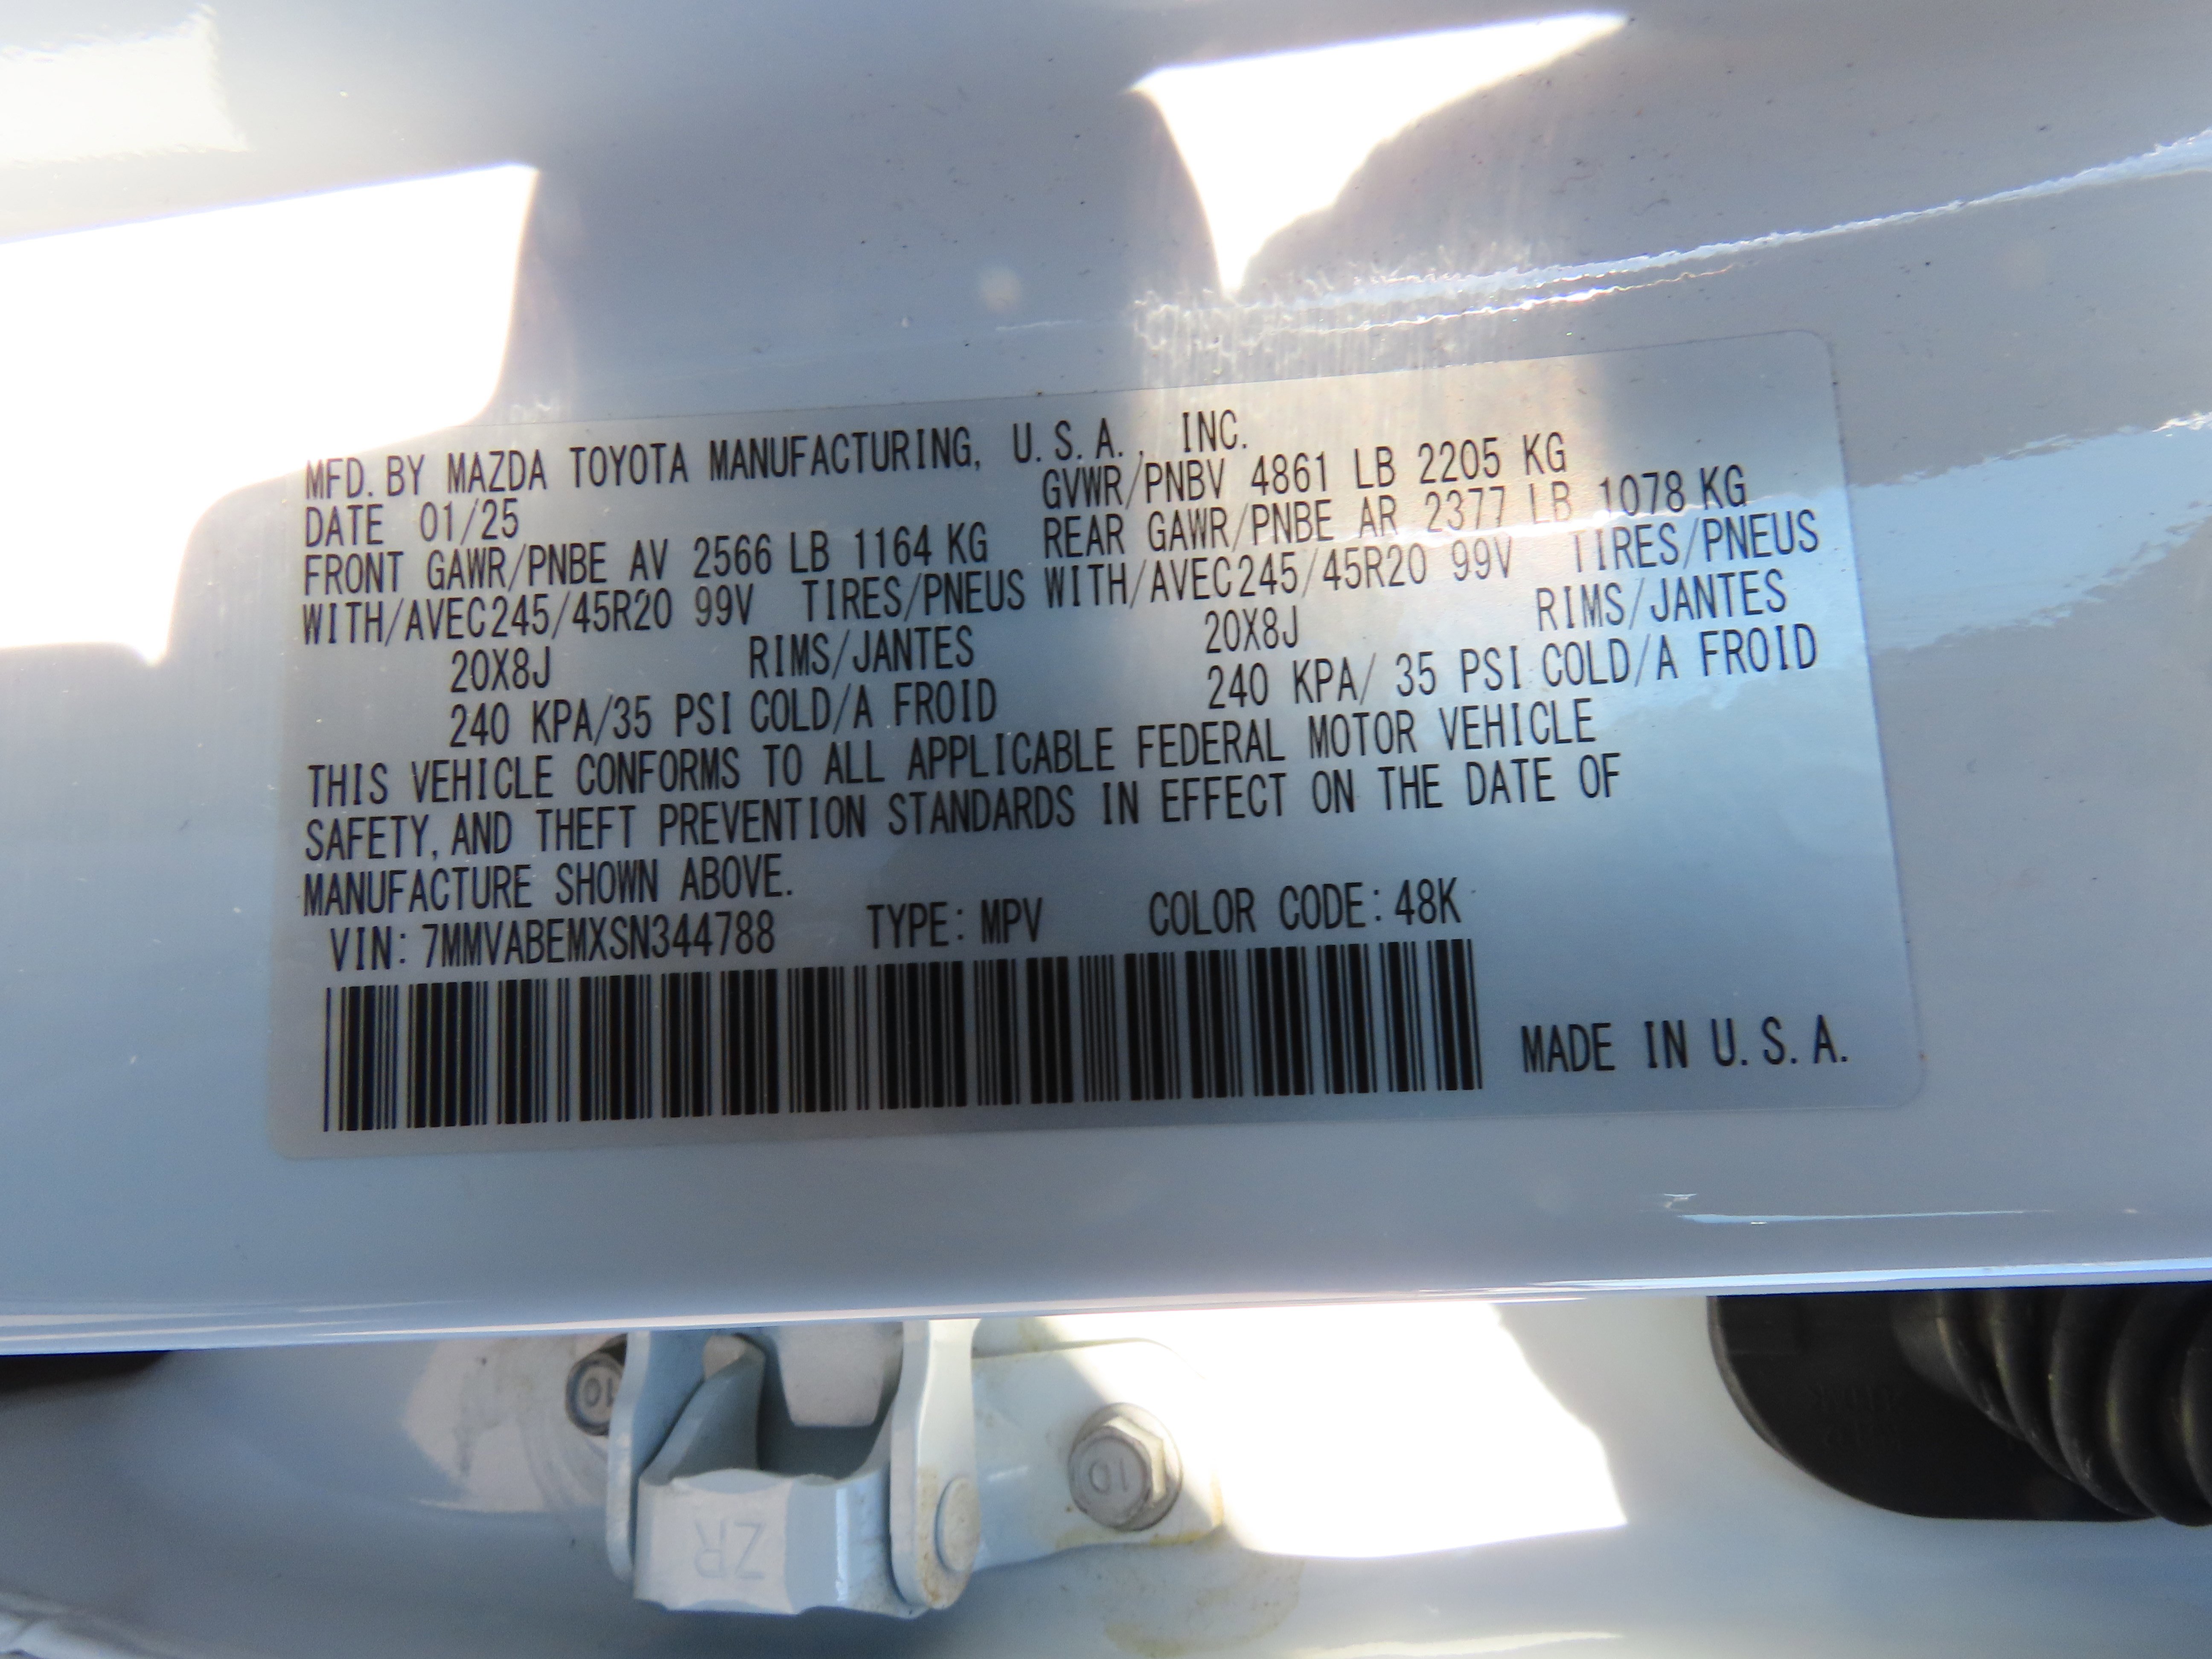 MFD. BY MAZDA TOYOTA MANUFACTURING, U.S.A., INC.
DATE 01/25 GVWR/PNBV 4861 LB 2205 KG
FRONT GAWR/PNBE AV 2566 LB 1164 KG REAR GAWR/PNBE AR 2377 LB 1078 KG
WITH/AVEC245/45R20 99V TIRES/PNEUS WITH/AVEC245/45R20 99V TIRES/PNEUS
20X8J RIMS/JANTES 20X8J RIMS/JANTES
240 KPA/35 PSI COLD/A FROID 240 KPA/ 35 PSI COLD/A FROID
THIS VEHICLE CONFORMS TO ALL APPLICABLE FEDERAL MOTOR VEHICLE
SAFETY, AND THEFT PREVENTION STANDARDS IN EFFECT ON THE DATE OF
MANUFACTURE SHOWN ABOVE.
VIN: 7MMVABEMXSN344788 TYPE: MPV COLOR CODE: 48K
MADE IN U.S.A.
10
10
ZR